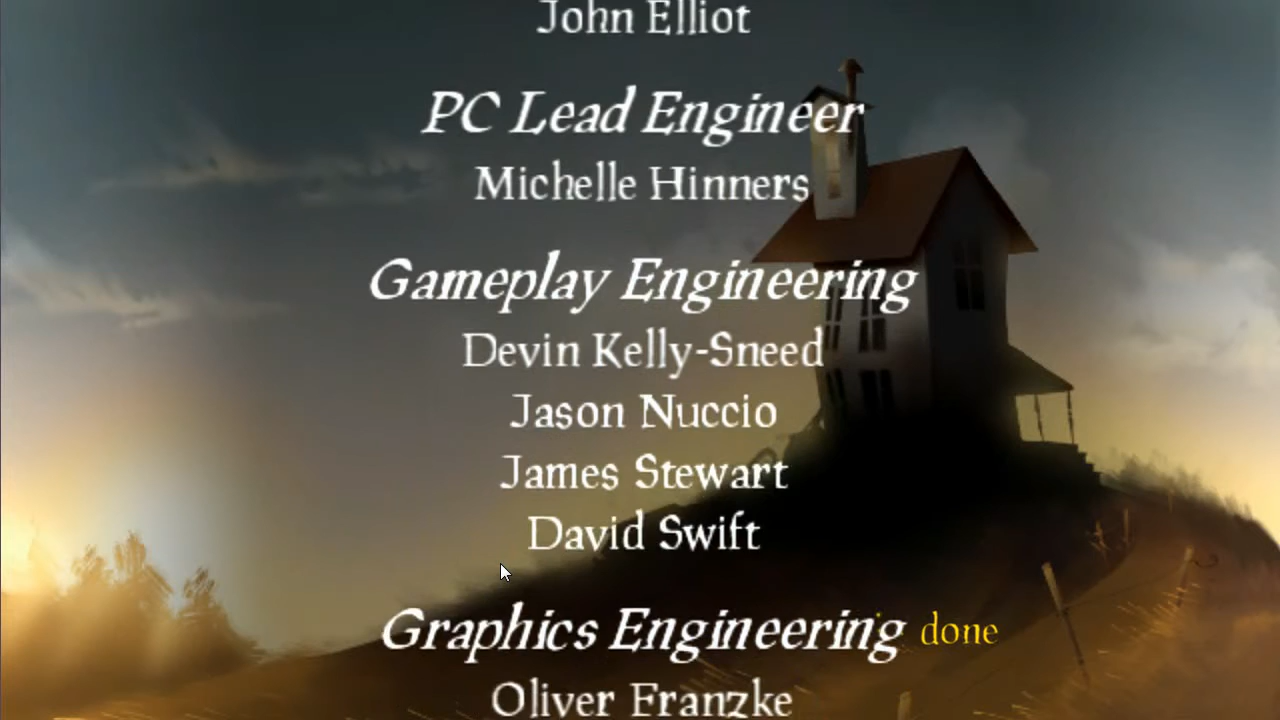 John Elliot
PC Lead Engineer
Michelle Hinners
Gameplay Engineering
Devin Kelly-Sneed
Jason Nuccio
James Stewart
David Swift
Graphics Engineering done
Oliver Franzke